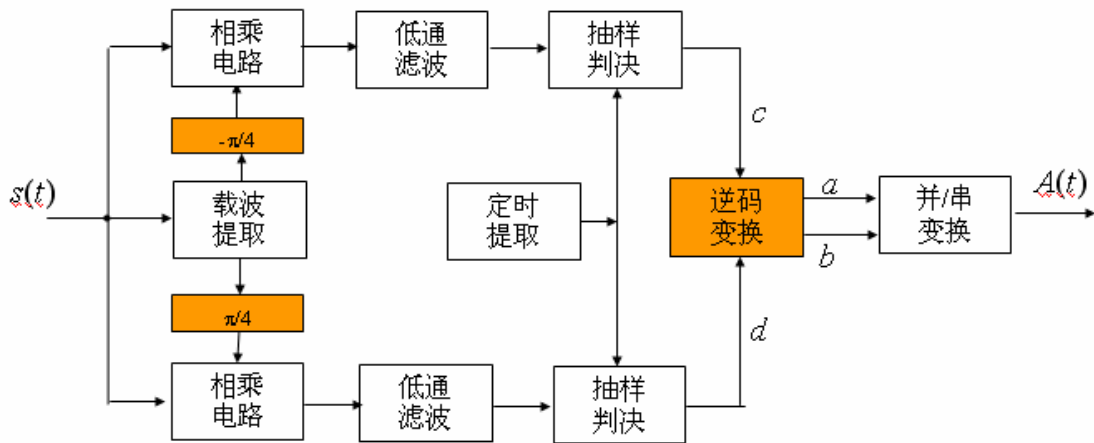 相乘
电路
低通
滤波
抽样
判决
c
-π/4
s(t)
载波
提取
定时
提取
逆码
变换
a
b
并/串
变换
A(t)
π/4
d
相乘
电路
低通
滤波
抽样
判决